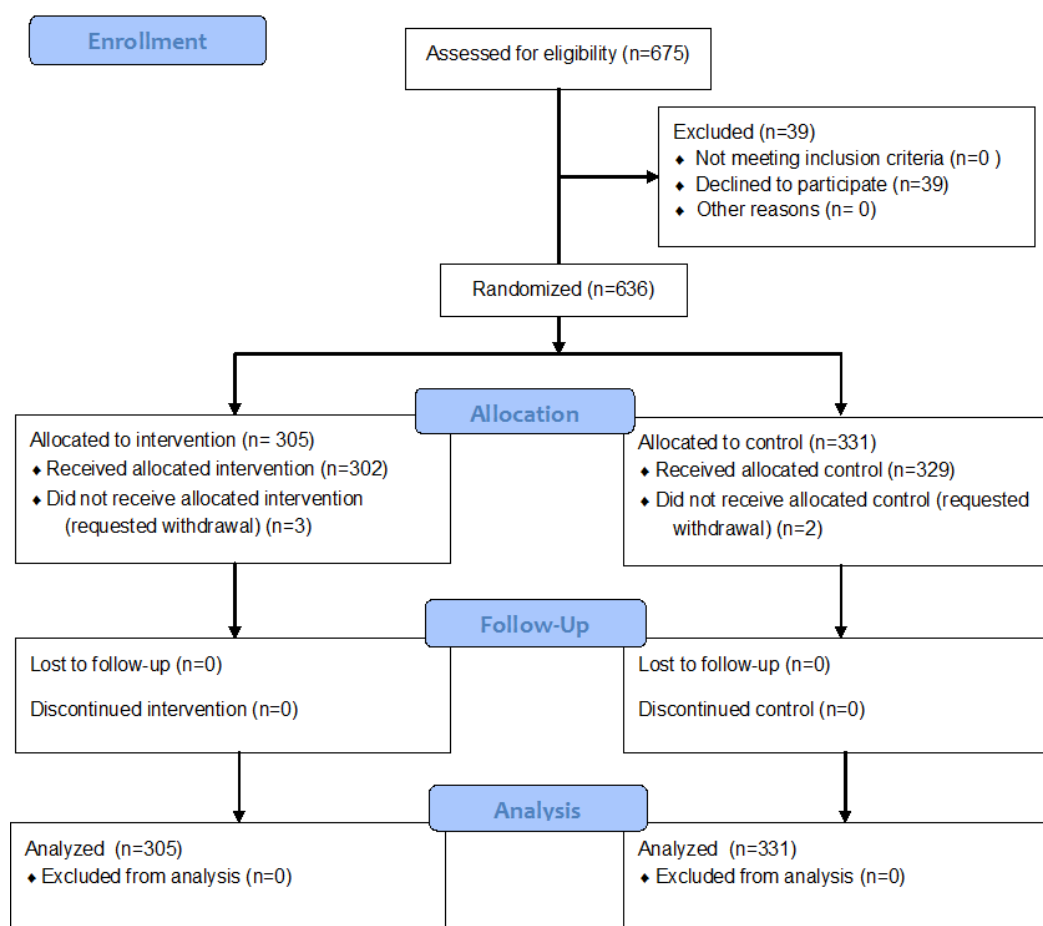 Enrollment
Assessed for eligibility (n=675)
Excluded (n=39)
♦ Not meeting inclusion criteria (n=0 )
♦ Declined to participate (n=39)
♦ Other reasons (n= 0)
Randomized (n=636)
Allocation
Allocated to intervention (n= 305)
♦ Received allocated intervention (n=302)
♦ Did not receive allocated intervention
(requested withdrawal) (n=3)
Allocated to control (n=331)
♦ Received allocated control (n=329)
♦ Did not receive allocated control (requested
withdrawal) (n=2)
Follow-Up
Lost to follow-up (n=0)
Discontinued intervention (n=0)
Lost to follow-up (n=0)
Discontinued control (n=0)
Analysis
Analyzed (n=305)
♦ Excluded from analysis (n=0)
Analyzed (n=331)
♦ Excluded from analysis (n=0)